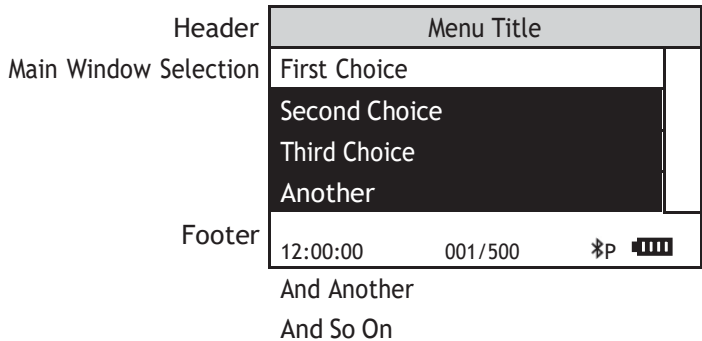 Header Menu Title
Main Window Selection First Choice
Second Choice
Third Choice
Another
Footer 12:00:00 001/500 P
And Another
And So On